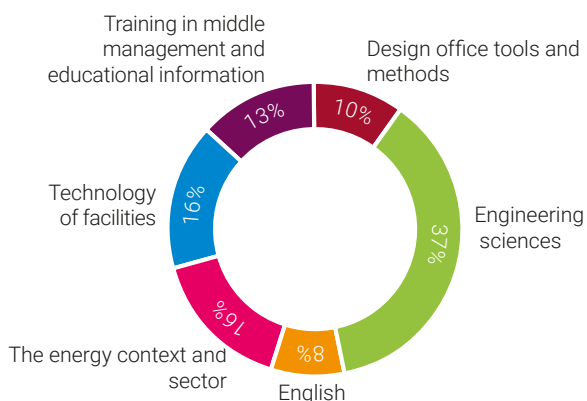 Training in middle
management and
educational information
Design office tools and
methods
13%
10%
Technology
of facilities
16%
Engineering
sciences
37%
The energy context and
sector
16%
8%
English